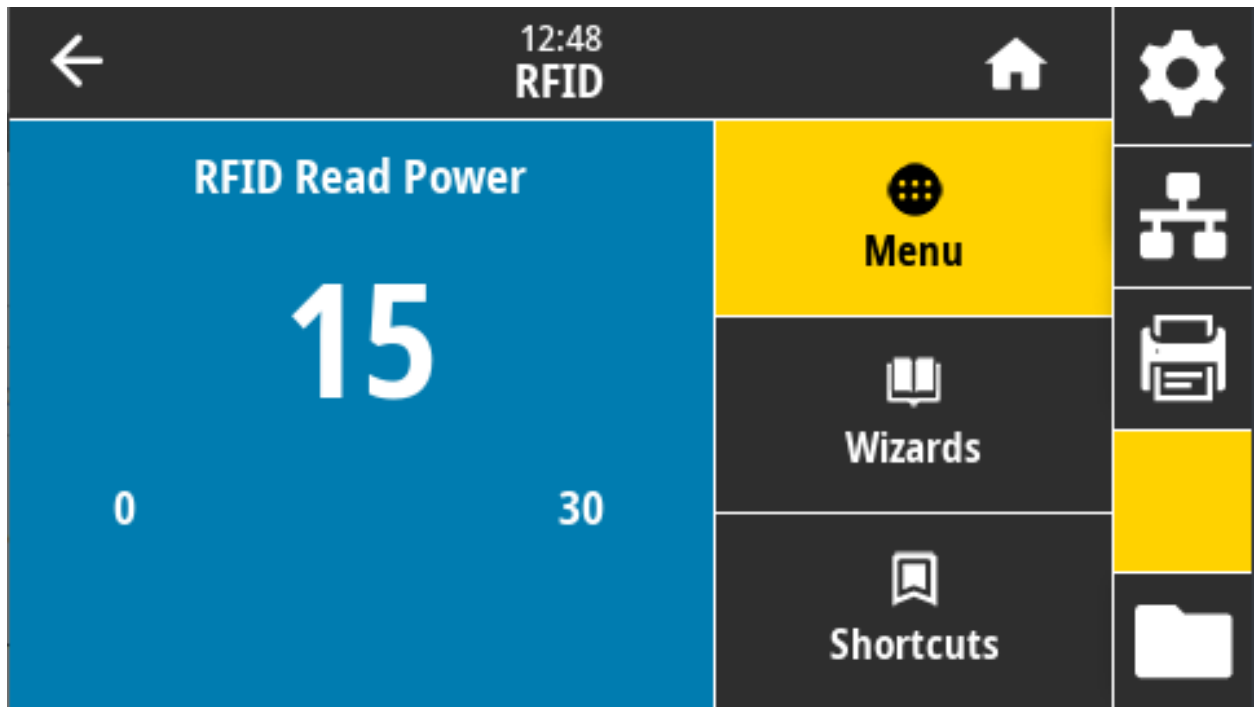 12:48
RFID
RFID Read Power
15
0 30
Menu
Wizards
Shortcuts